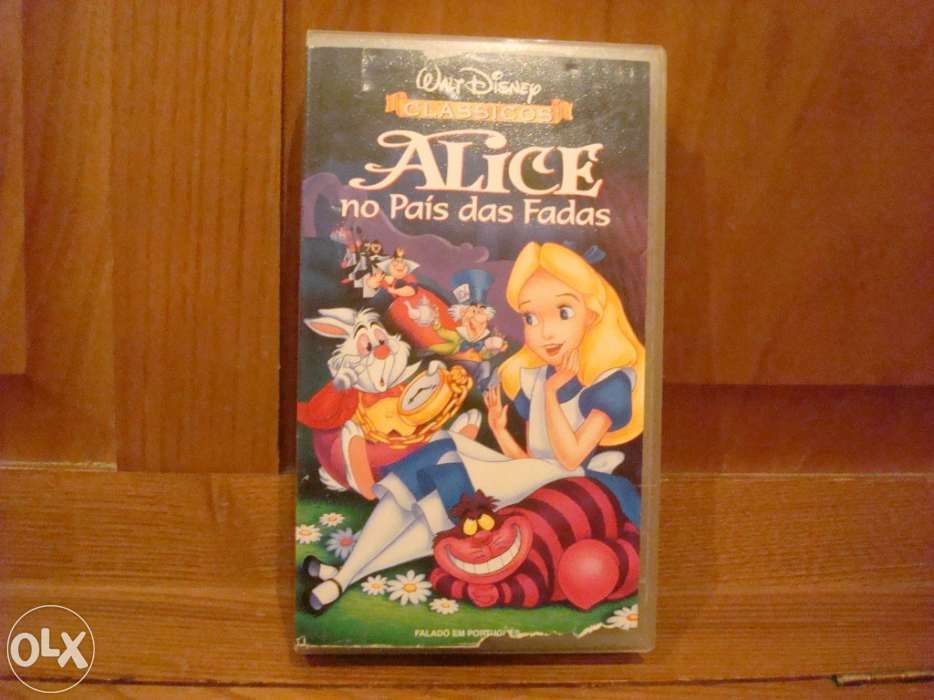 WALT DISNEY
CLÁSSICOS
ALiCE
no País das Fadas
FALADO EM PORTUGUÊS
OLX